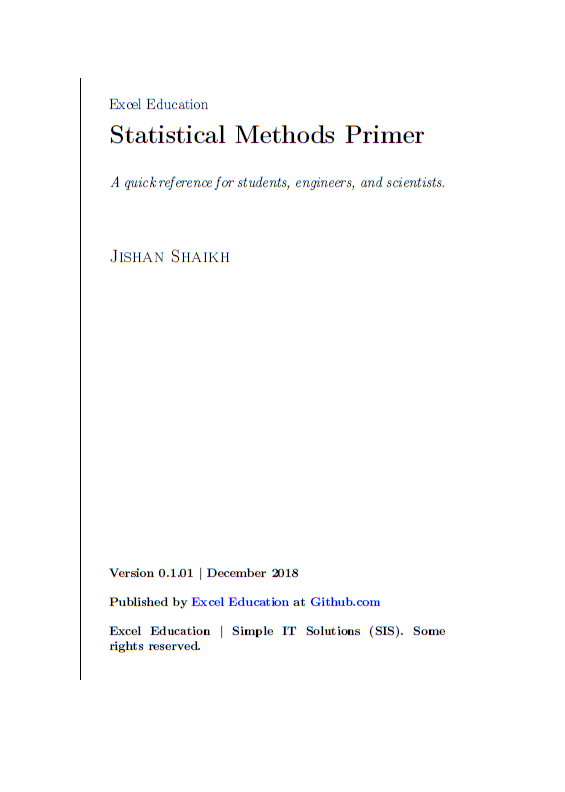 Excel Education
Statistical Methods Primer
A quick reference for students, engineers, and scientists.
Jishan Shaikh
Version 0.1.01 | December 2018
Published by Excel Education at Github.com
Excel Education | Simple IT Solutions (SIS). Some
rights reserved.